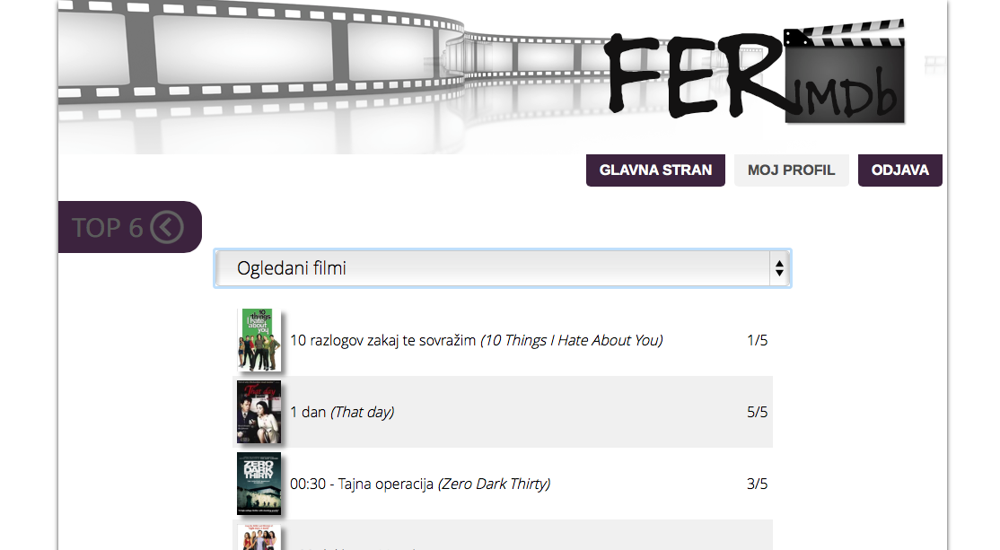 FERIMDb
GLAVNA STRAN
MOJ PROFIL
ODJAVA
TOP 6
Ogledani filmi
10 things I hate about you
10 razlogov zakaj te sovražim (10 Things I Hate About You)
1/5
That day
1 dan (That day)
5/5
ZERO DARK THIRTY
00:30 - Tajna operacija (Zero Dark Thirty)
3/5